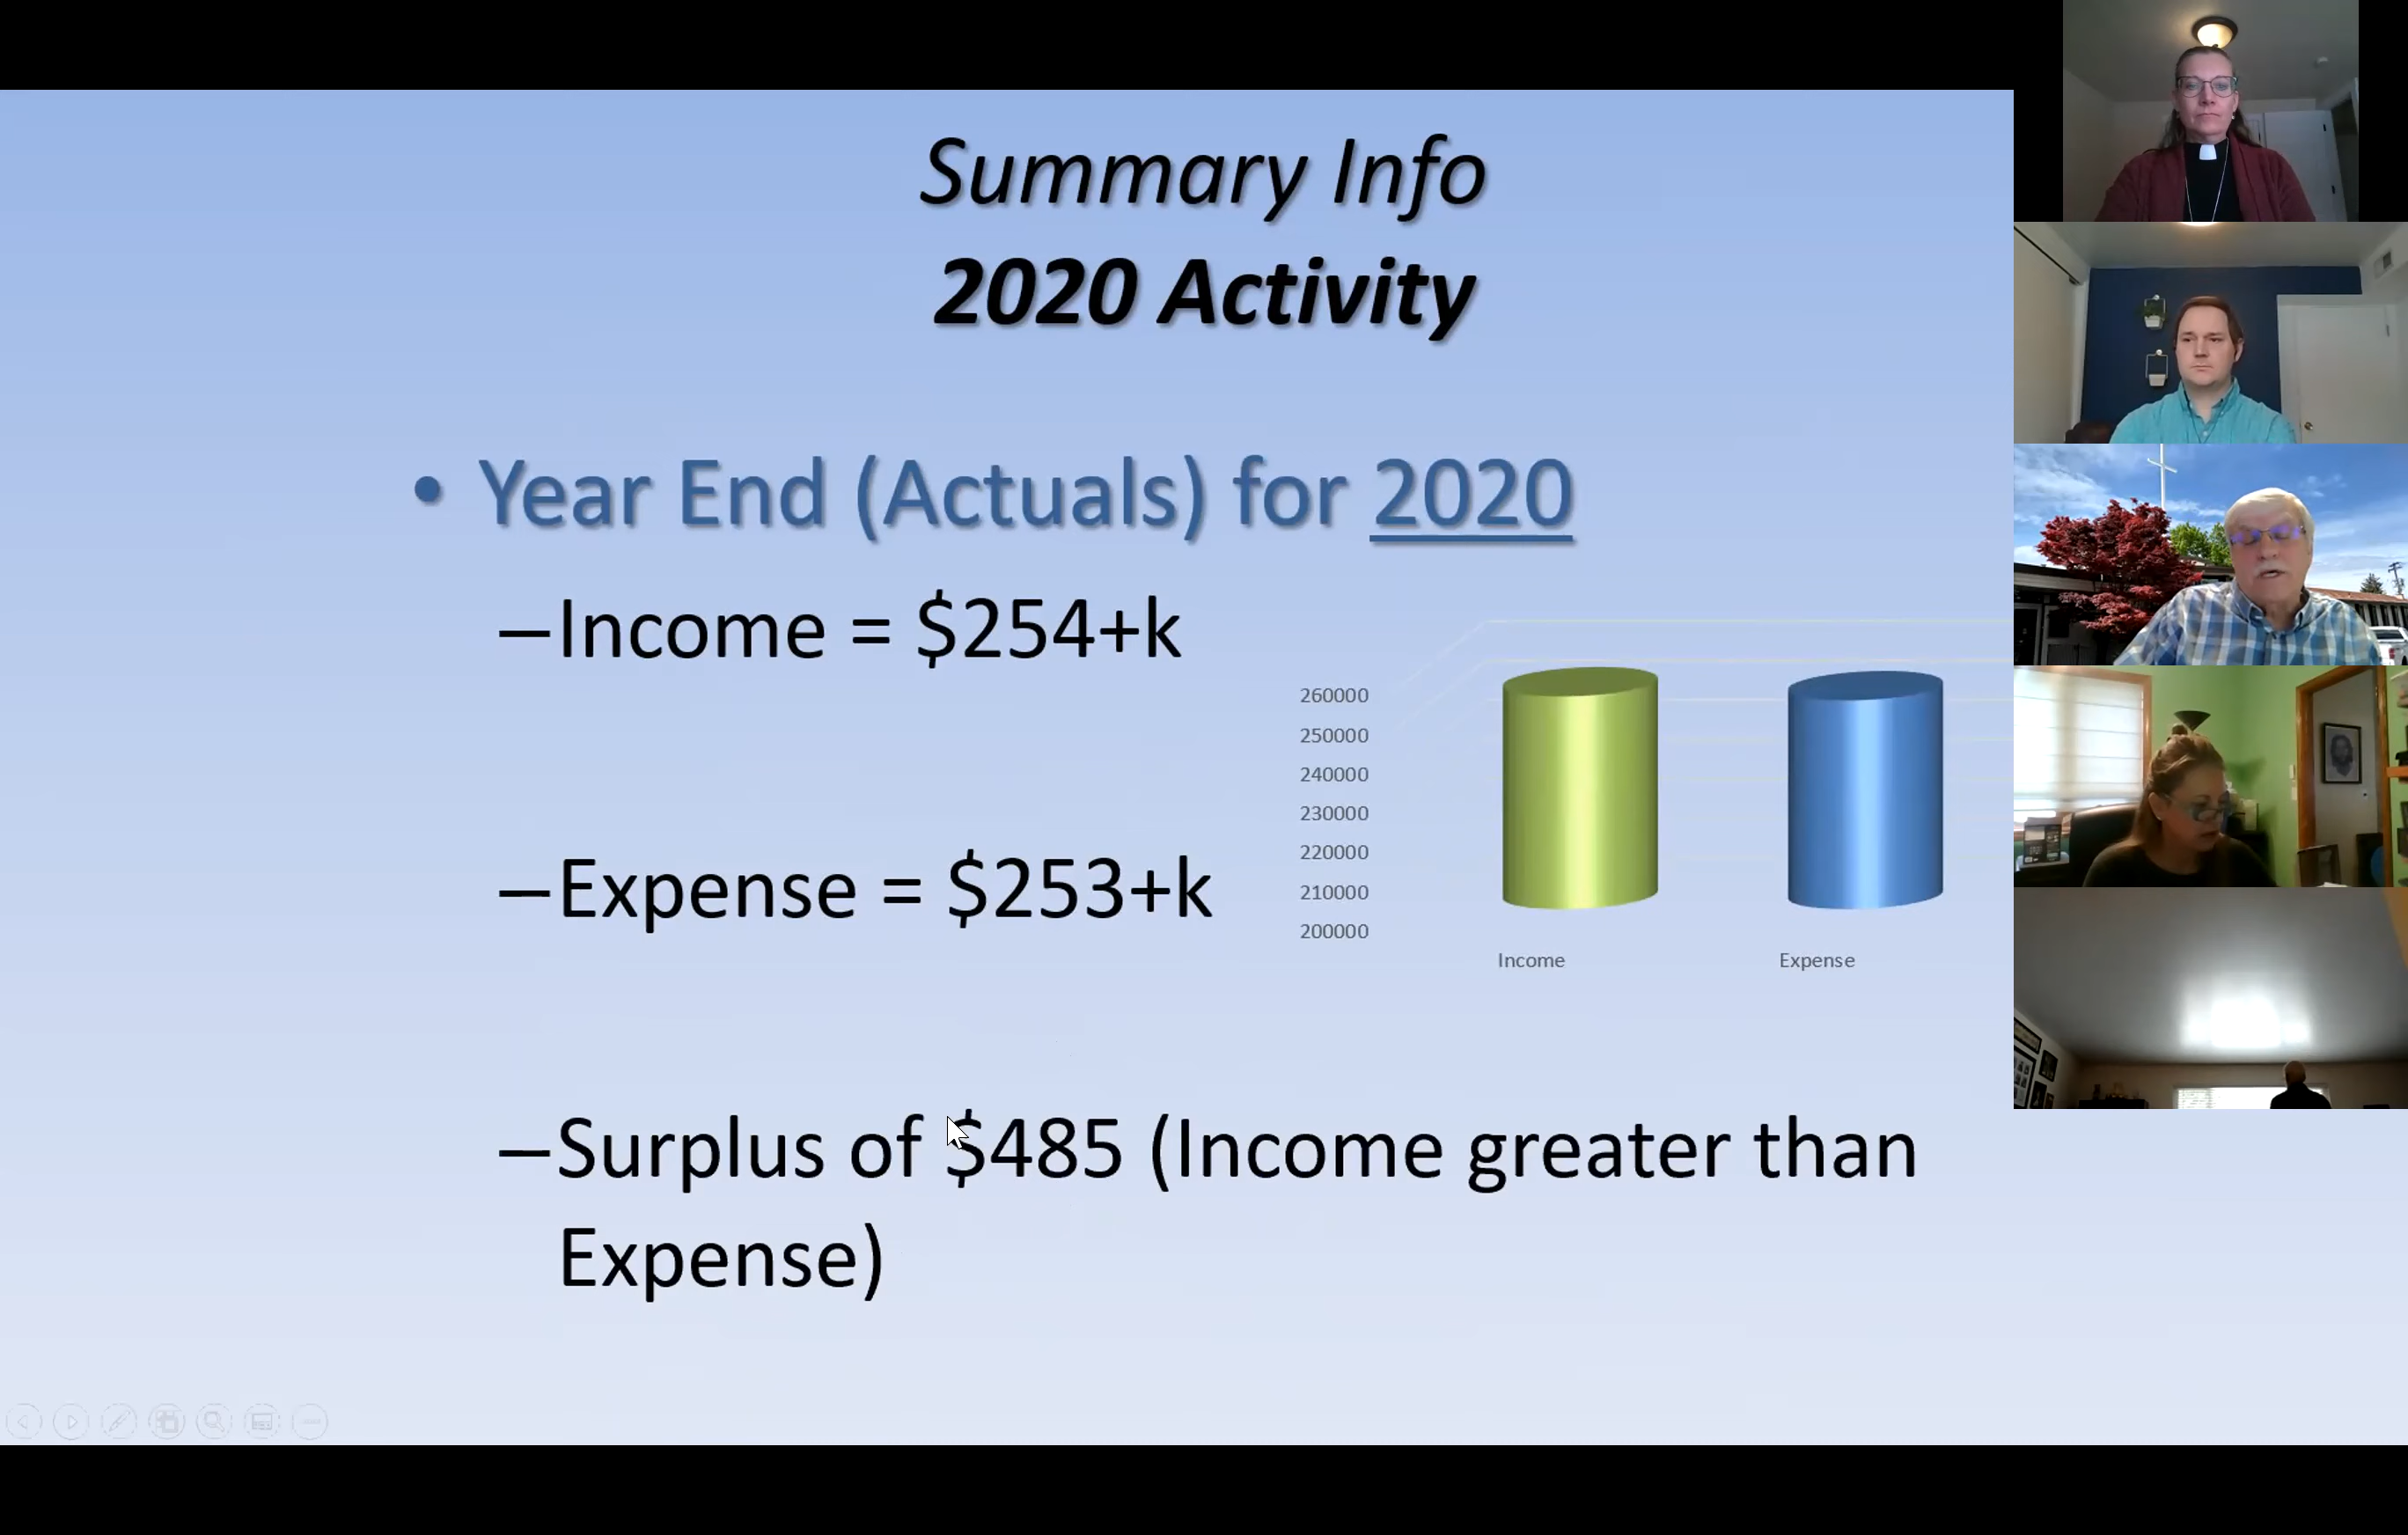 Summary Info
2020 Activity
• Year End (Actuals) for 2020
–Income = $254+k
–Expense = $253+k
260000
250000
240000
230000
220000
210000
200000
Income
Expense
–Surplus of $485 (Income greater than
Expense)